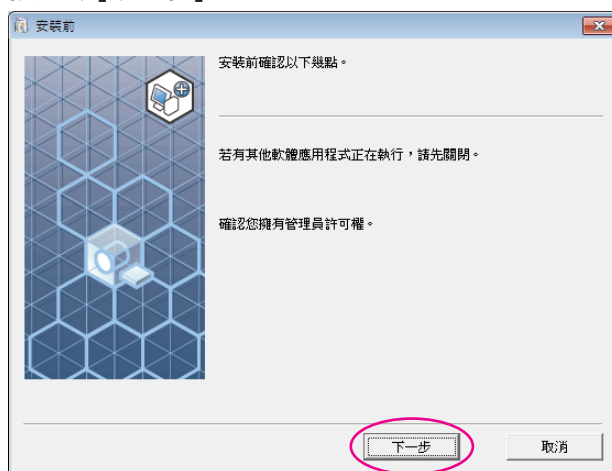 安裝前
安裝前確認以下幾點。
若有其他軟體應用程式正在執行，請先關閉。
確認您擁有管理員許可權。
下一步
取消